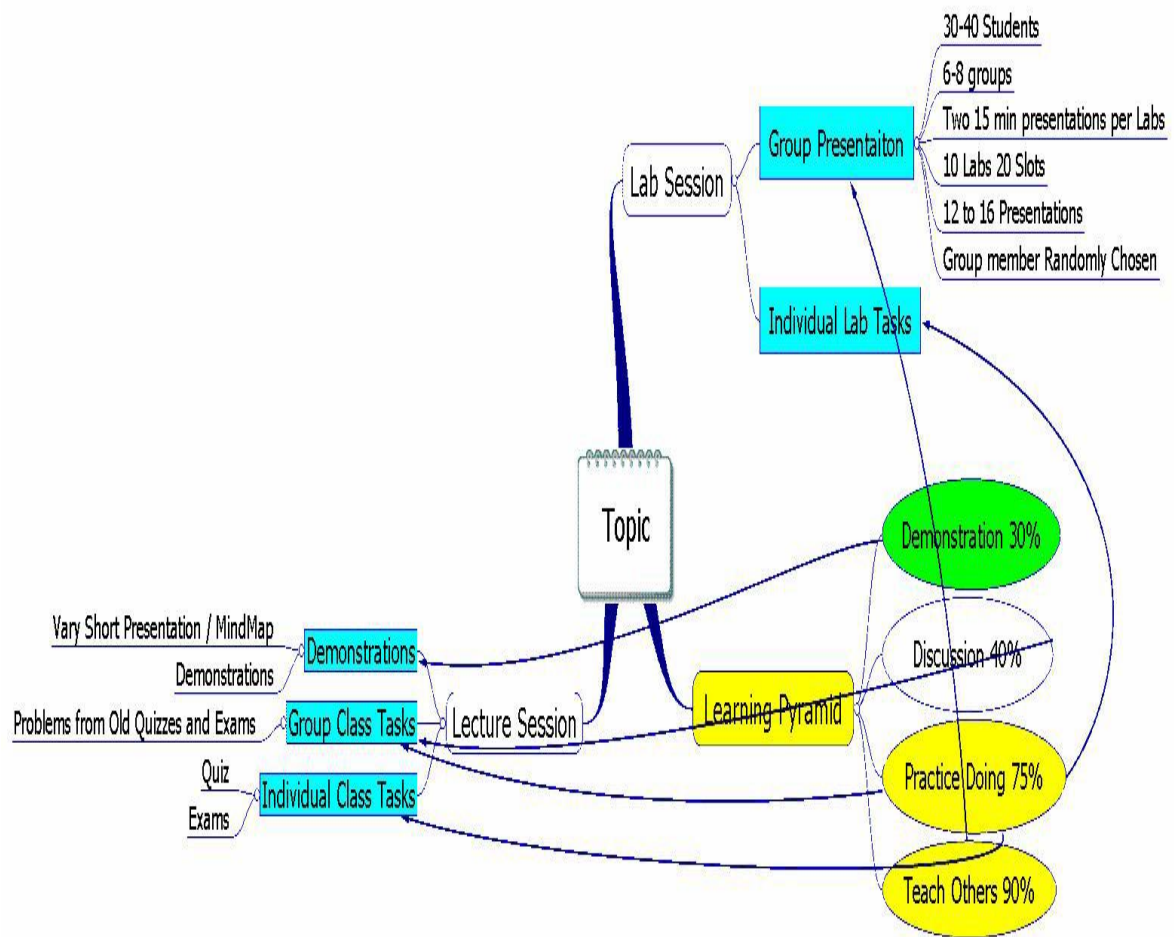 30-40 Students
6-8 groups
Two 15 min presentations per Labs
10 Labs 20 Slots
12 to 16 Presentations
Group member Randomly Chosen
Group Presentaiton
Lab Session
Individual Lab Tasks
Topic
Demonstration 30%
Discussion 40%
Practice Doing 75%
Teach Others 90%
Learning Pyramid
Lecture Session
Demonstrations
Vary Short Presentation / MindMap
Demonstrations
Group Class Tasks
Problems from Old Quizzes and Exams
Individual Class Tasks
Quiz
Exams